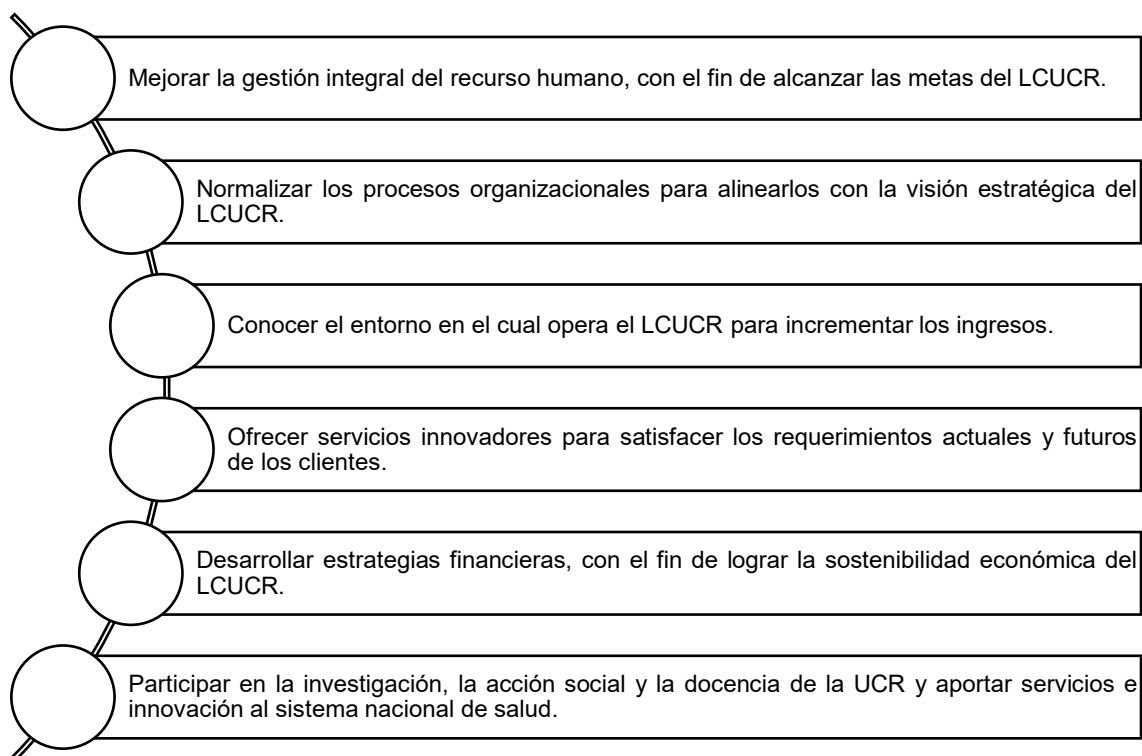 Mejorar la gestión integral del recurso humano, con el fin de alcanzar las metas del LCUCR.
Normalizar los procesos organizacionales para alinearlos con la visión estratégica del
LCUCR.
Conocer el entorno en el cual opera el LCUCR para incrementar los ingresos.
Ofrecer servicios innovadores para satisfacer los requerimientos actuales y futuros
de los clientes.
Desarrollar estrategias financieras, con el fin de lograr la sostenibilidad económica del
LCUCR.
Participar en la investigación, la acción social y la docencia de la UCR y aportar servicios e
innovación al sistema nacional de salud.